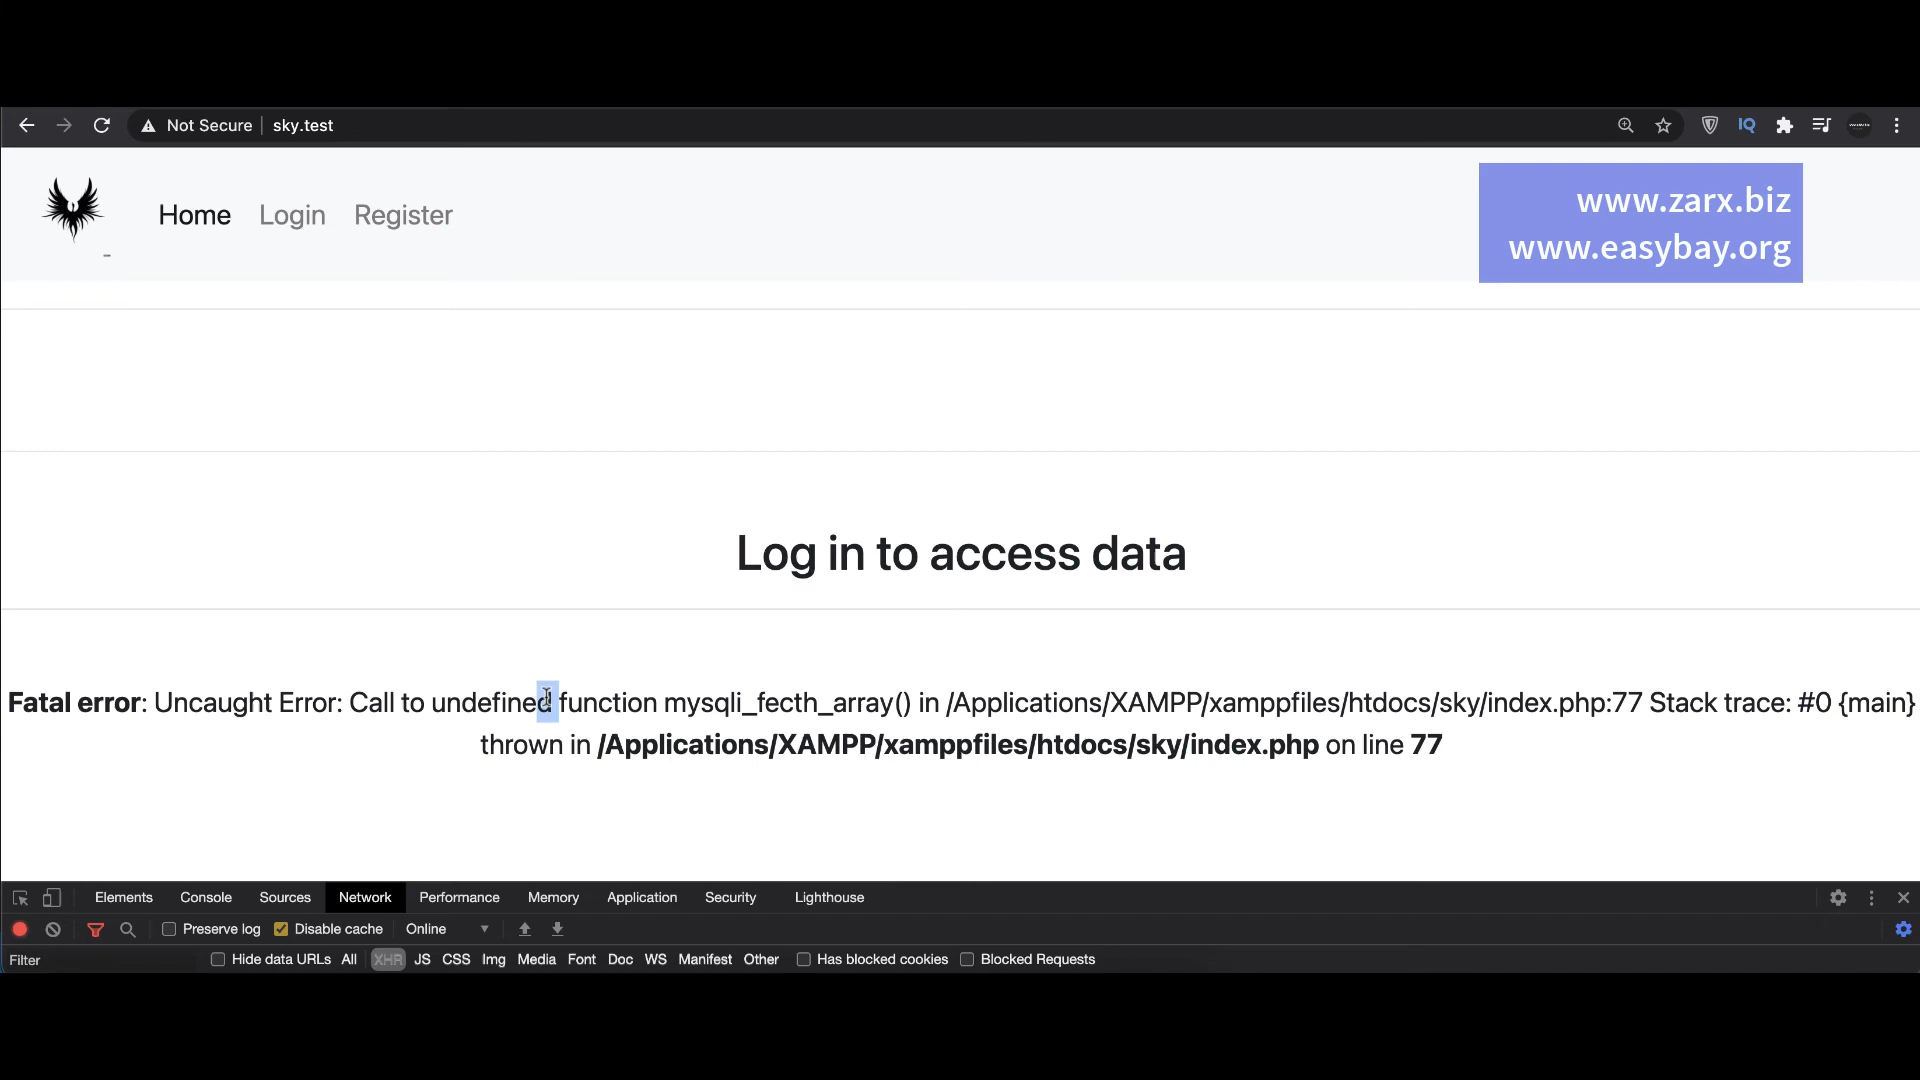 Not Secure sky.test IQ
Home Login Register
www.zarx.biz
www.easybay.org
Log in to access data
Fatal error: Uncaught Error: Call to undefined function mysqli_fecth_array() in /Applications/XAMPP/xamppfiles/htdocs/sky/index.php:77 Stack trace: #0 {main}
thrown in /Applications/XAMPP/xamppfiles/htdocs/sky/index.php on line 77
Elements Console Sources Network Performance Memory Application Security Lighthouse
Preserve log Disable cache Online
Filter Hide data URLs All XHR JS CSS Img Media Font Doc WS Manifest Other Has blocked cookies Blocked Requests